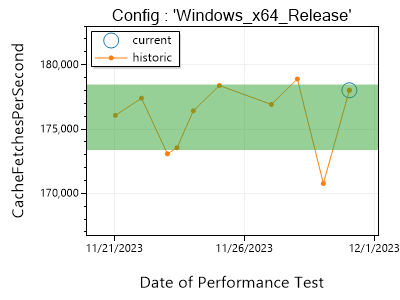 Config : 'Windows_x64_Release'
current
historic
CacheFetchesPerSecond
180,000
175,000
170,000
11/21/2023
11/26/2023
12/1/2023
Date of Performance Test